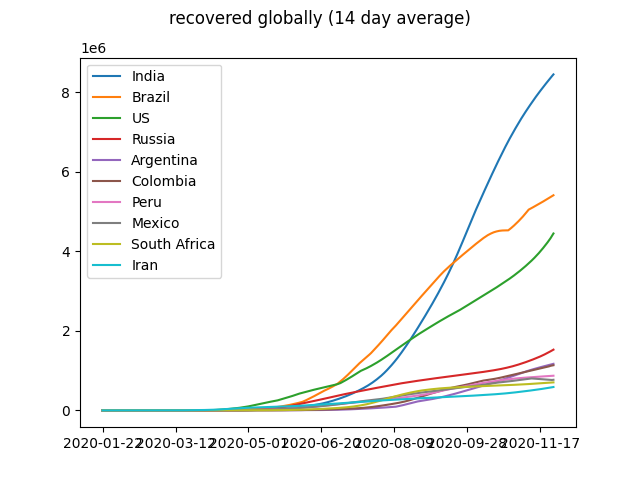 recovered globally (14 day average)
1e6
India
Brazil
US
Russia
Argentina
Colombia
Peru
Mexico
South Africa
Iran
8
6
4
2
0
2020-01-22 2020-03-12 2020-05-01 2020-06-20 2020-08-09 2020-09-28 2020-11-17